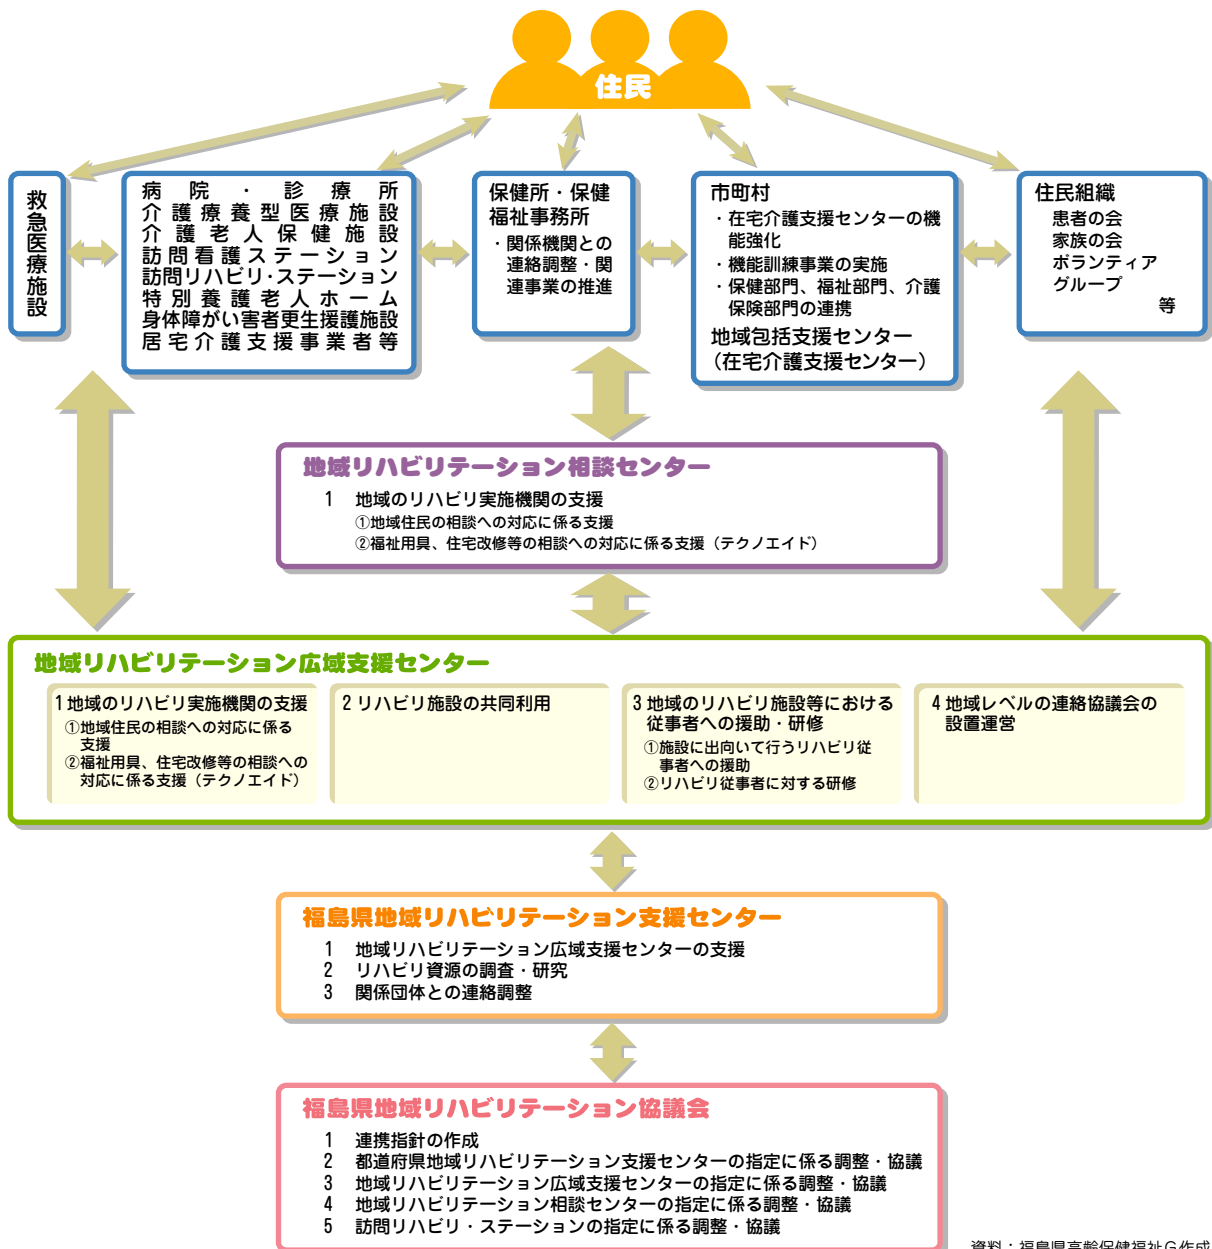 住民
救急医療施設
病院・診療所
介護療養型医療施設
介護老人保健施設
訪問看護ステーション
訪問リハビリ・ステーション
特別養護老人ホーム
身体障がい害者更生援護施設
居宅介護支援事業者等
保健所・保健
福祉事務所
・関係機関との
連絡調整・関
連事業の推進
市町村
・在宅介護支援センターの機
能強化
・機能訓練事業の実施
・保健部門、福祉部門、介護
保険部門の連携
地域包括支援センター
(在宅介護支援センター)
住民組織
患者の会
家族の会
ボランティア
グループ
等
地域リハビリテーション相談センター
1 地域のリハビリ実施機関の支援
①地域住民の相談への対応に係る支援
②福祉用具、住宅改修等の相談への対応に係る支援(テクノエイド)
地域リハビリテーション広域支援センター
1 地域のリハビリ実施機関の支援
①地域住民の相談への対応に係る
支援
②福祉用具、住宅改修等の相談への
対応に係る支援(テクノエイド)
2 リハビリ施設の共同利用
3 地域のリハビリ施設等における
従事者への援助・研修
①施設に出向いて行うリハビリ従
事者への援助
②リハビリ従事者に対する研修
4 地域レベルの連絡協議会の
設置運営
福島県地域リハビリテーション支援センター
1 地域リハビリテーション広域支援センターの支援
2 リハビリ資源の調査・研究
3 関係団体との連絡調整
福島県地域リハビリテーション協議会
1 連携指針の作成
2 都道府県地域リハビリテーション支援センターの指定に係る調整・協議
3 地域リハビリテーション広域支援センターの指定に係る調整・協議
4 地域リハビリテーション相談センターの指定に係る調整・協議
5 訪問リハビリ・ステーションの指定に係る調整・協議
資料：福島県高齢保健福祉G作成